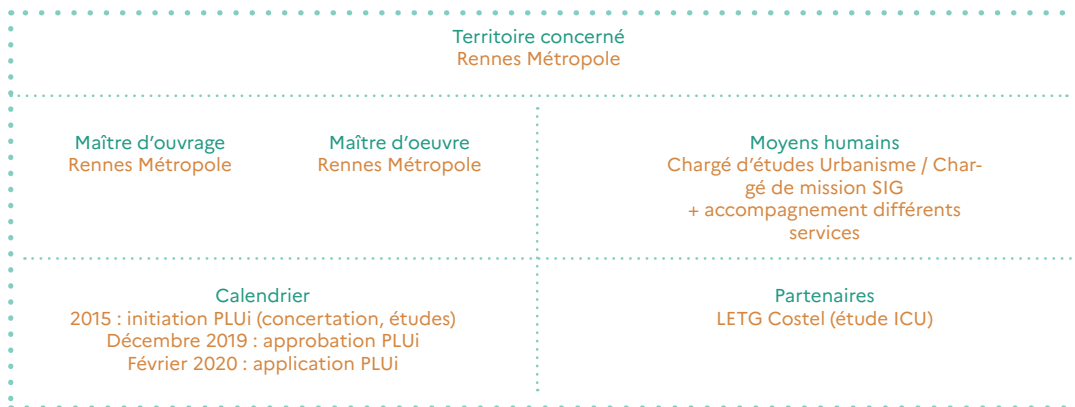 Territoire concerné
Rennes Métropole
Maître d'ouvrage
Rennes Métropole
Maître d'oeuvre
Rennes Métropole
Moyens humains
Chargé d'études Urbanisme / Char-
gé de mission SIG
+ accompagnement différents
services
Calendrier
2015 : initiation PLUi (concertation, études)
Décembre 2019 : approbation PLUi
Février 2020 : application PLUi
Partenaires
LETG Costel (étude ICU)